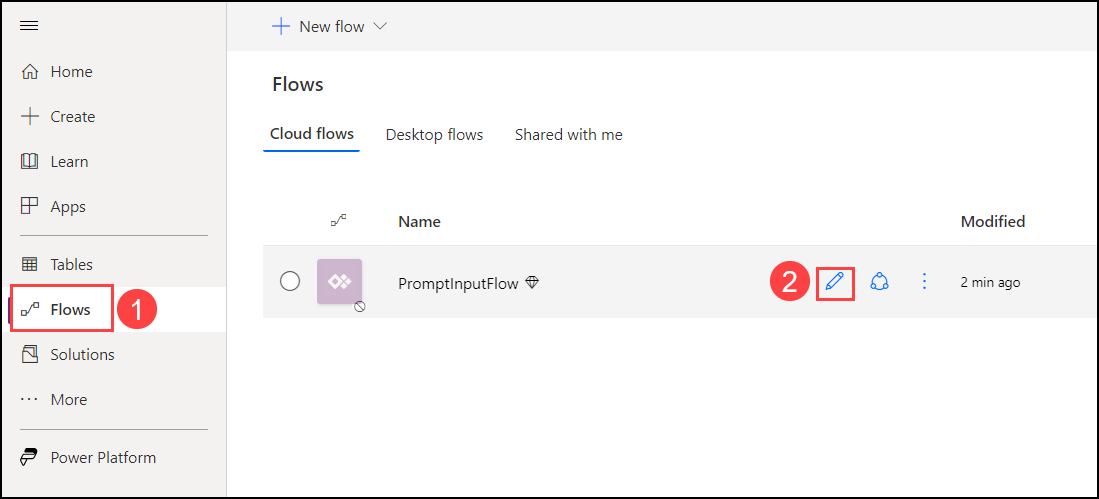 New flow
Home
Create
Learn
Apps
Tables
Flows
1
Solutions
More
Power Platform
Flows
Cloud flows Desktop flows Shared with me
Name Modified
PromptInputFlow 2 2 min ago